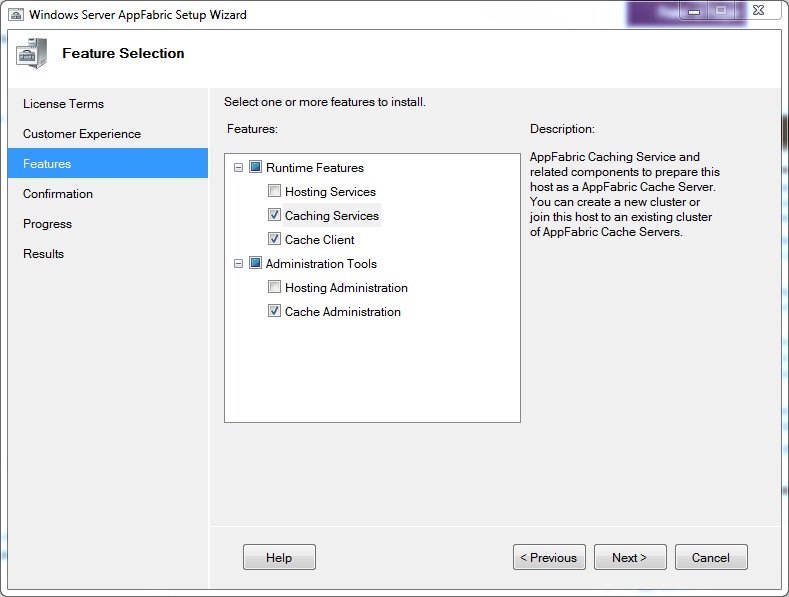 Windows Server AppFabric Setup Wizard
Feature Selection
License Terms
Customer Experience
Features
Confirmation
Progress
Results
Select one or more features to install.
Features:
Runtime Features
Hosting Services
Caching Services
Cache Client
Administration Tools
Hosting Administration
Cache Administration
Description:
AppFabric Caching Service and
related components to prepare this
host as a AppFabric Cache Server.
You can create a new cluster or
join this host to an existing cluster
of AppFabric Cache Servers.
Help
< Previous
Next >
Cancel